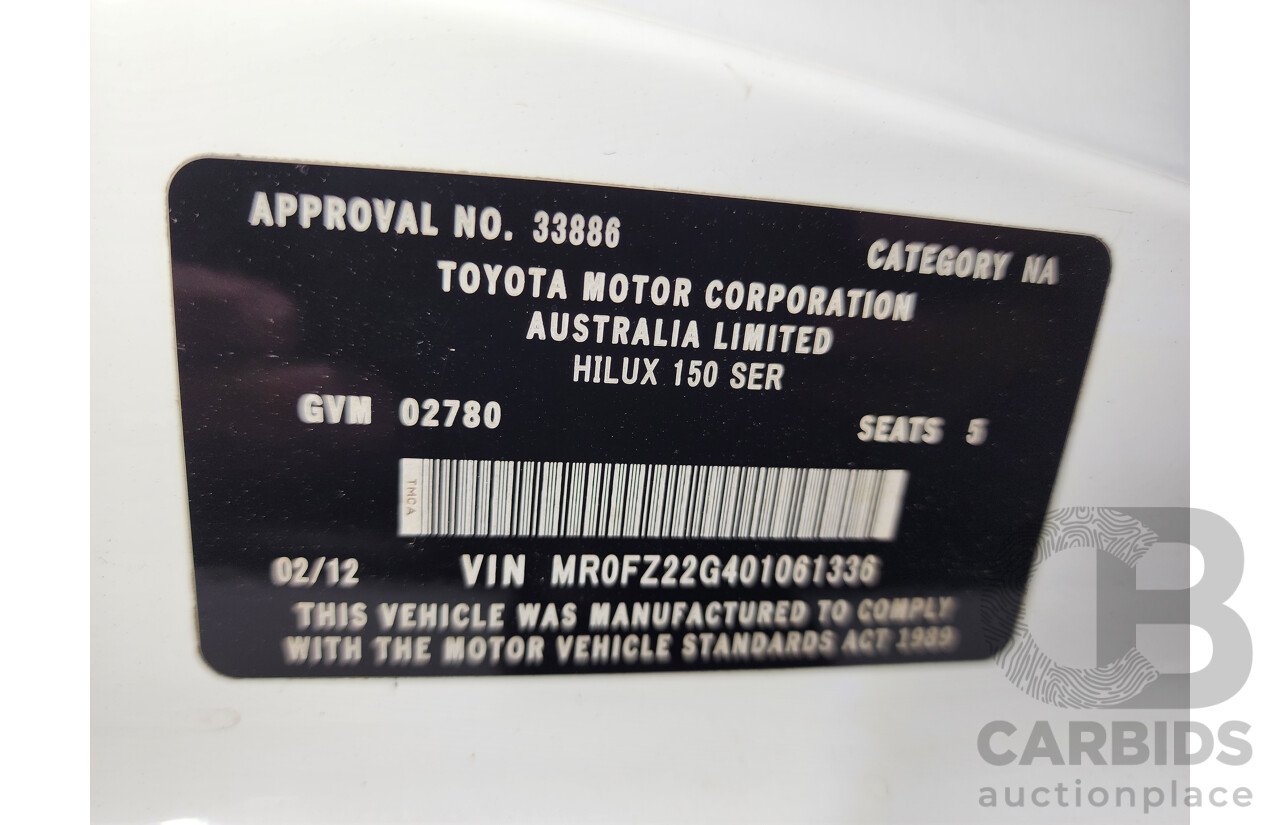 APPROVAL NO. 33886
CATEGORY NA
TOYOTA MOTOR CORPORATION
AUSTRALIA LIMITED
HILUX 150 SER
GVM 02780
SEATS 5
TMCA
02/12 VIN MR0FZ22G401061336
THIS VEHICLE WAS MANUFACTURED TO COMPLY
WITH THE MOTOR VEHICLE STANDARDS ACT 1989
CB
CARBIDS
auctionplace